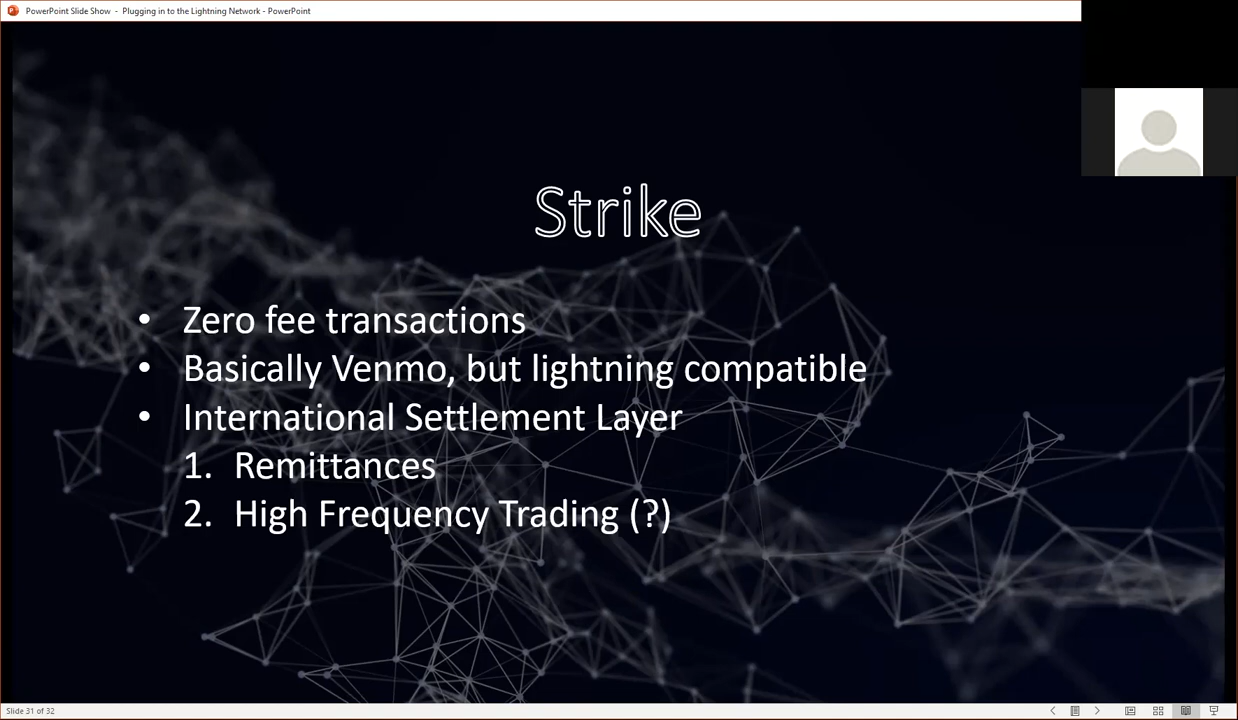 PowerPoint Slide Show - Plugging in to the Lightning Network - PowerPoint
Strike
• Zero fee transactions
• Basically Venmo, but lightning compatible
• International Settlement Layer
1. Remittances
2. High Frequency Trading (?)
Slide 31 of 32